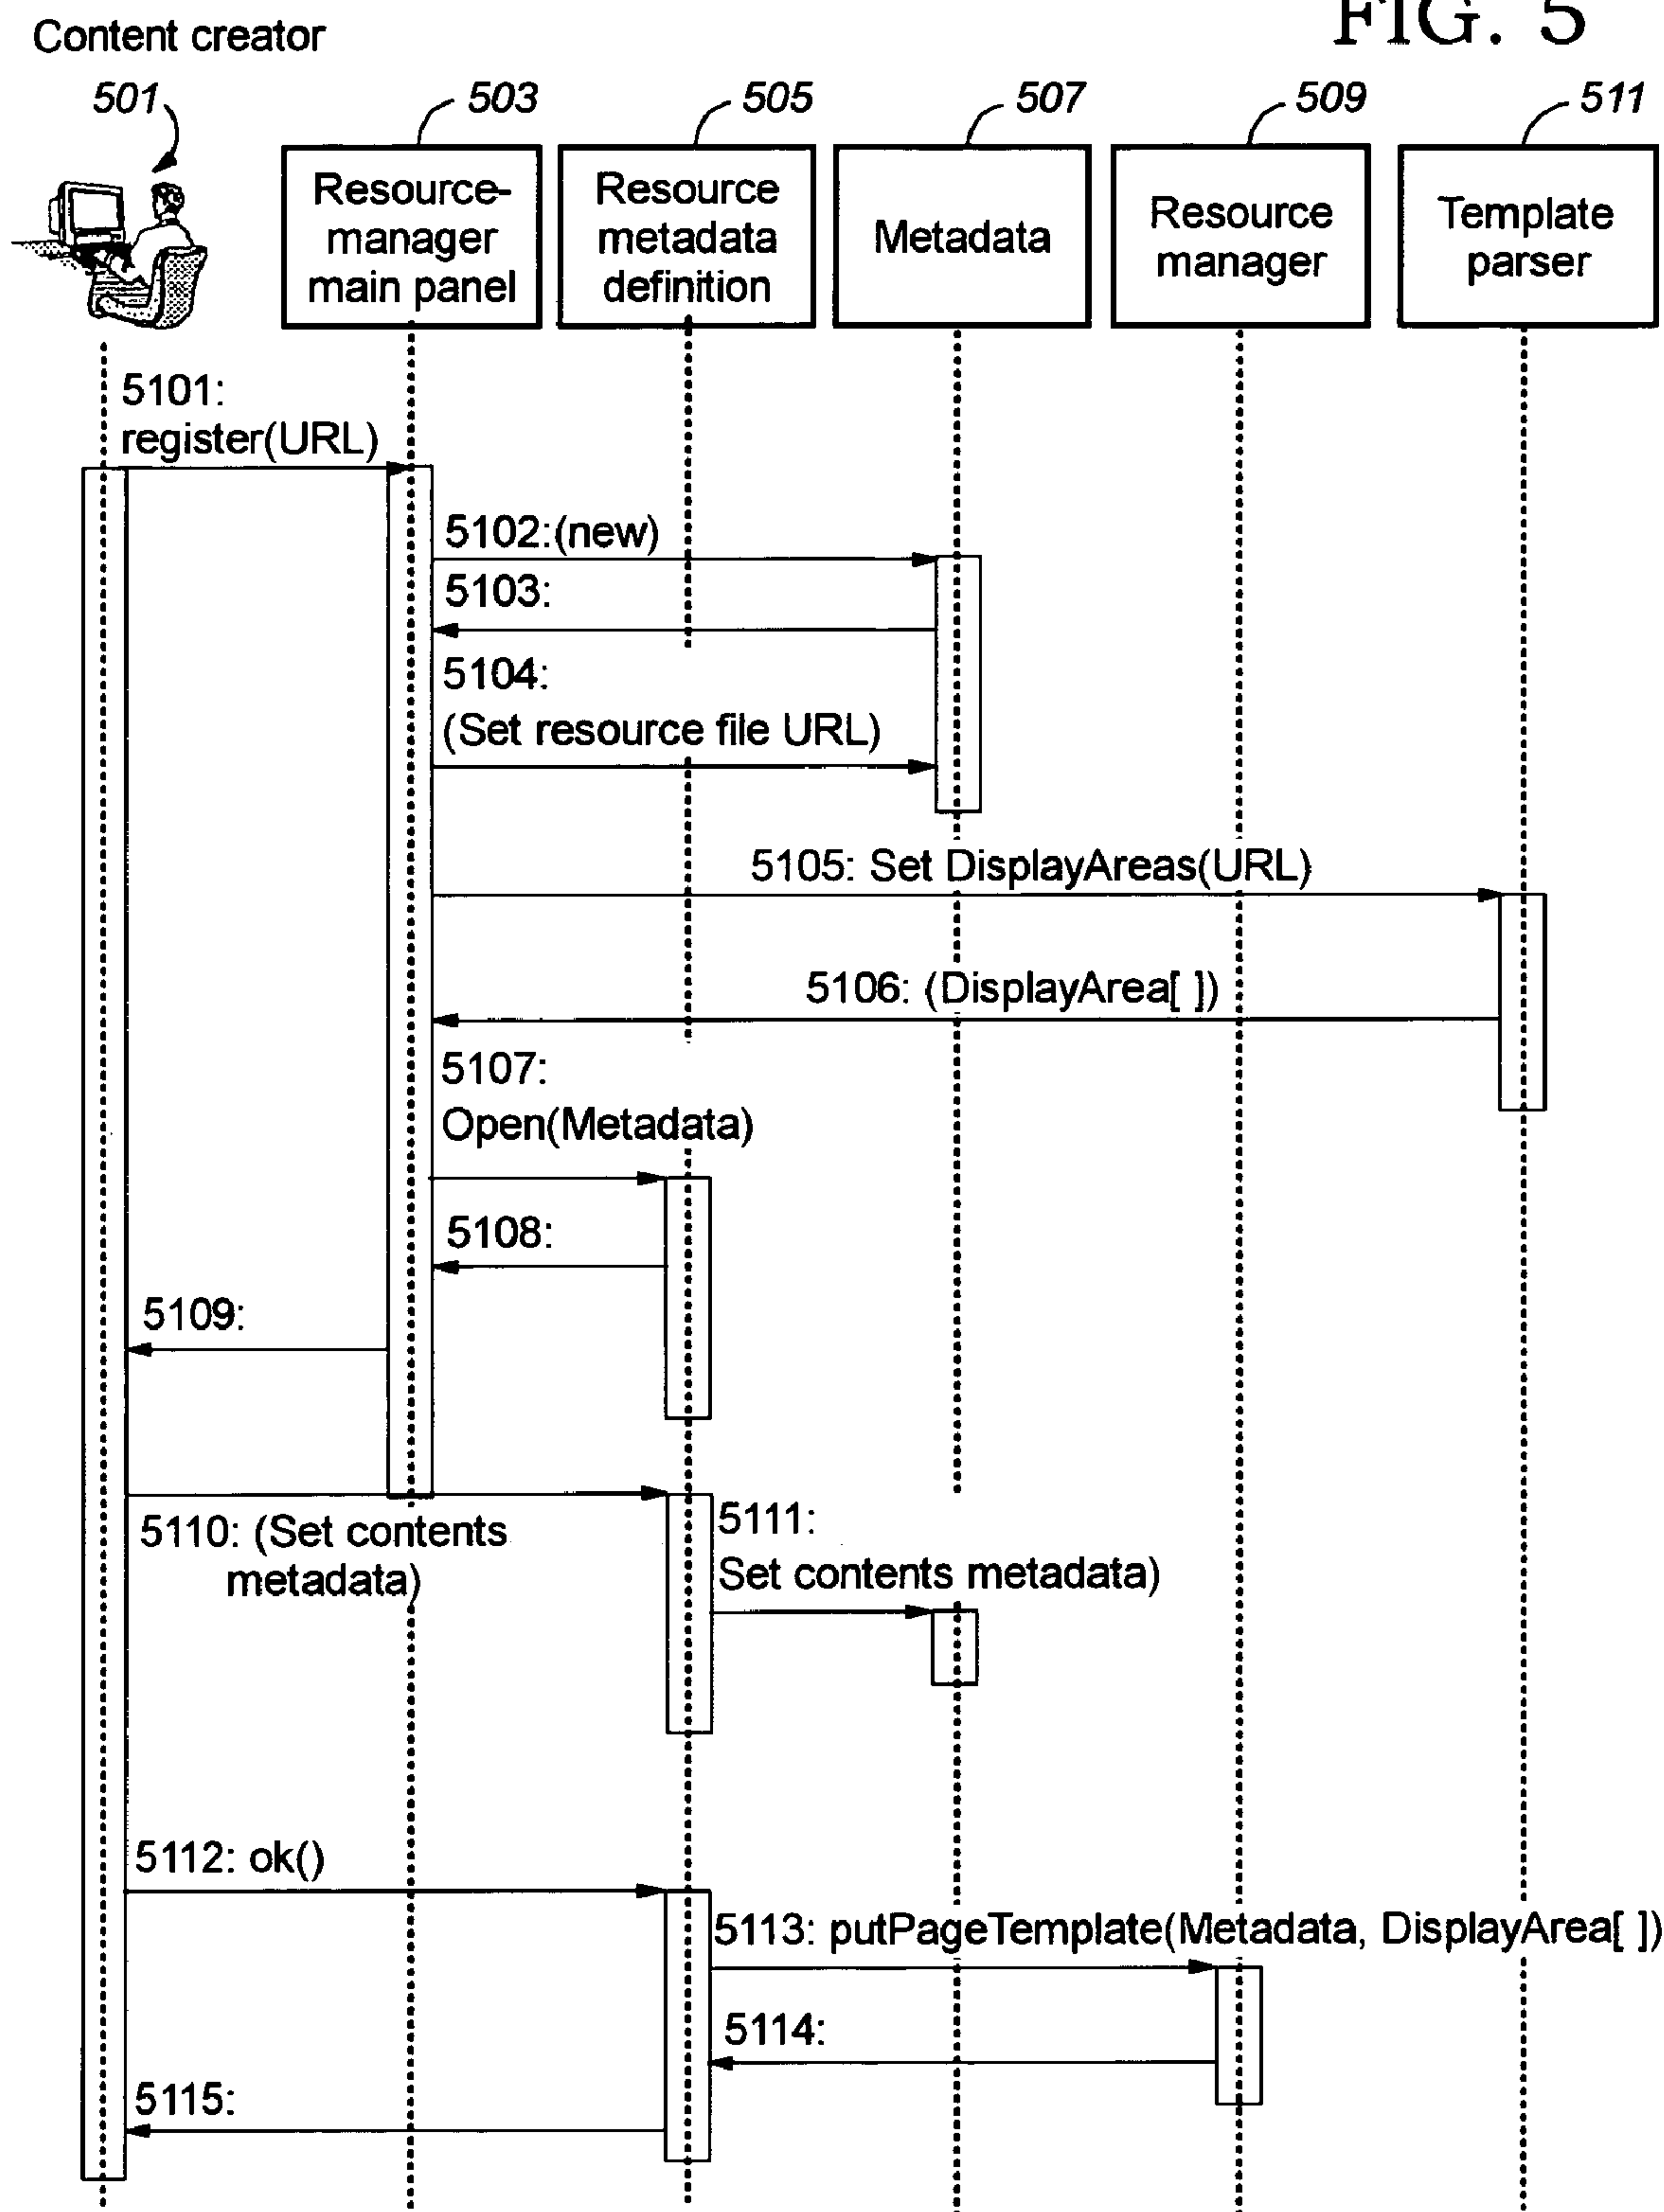 FIG. 5
Content creator
501
503
505
507
509
511
Resource-
manager
main panel
Resource
metadata
definition
Metadata
Resource
manager
Template
parser
5101:
register(URL)
5102:(new)
5103:
5104:
(Set resource file URL)
5105: Set DisplayAreas(URL)
5106: (DisplayArea[ ])
5107:
Open(Metadata)
5108:
5109:
5110: (Set contents
metadata)
5111:
Set contents metadata)
5112: ok()
5113: putPageTemplate(Metadata, DisplayArea[ ])
5114:
5115: